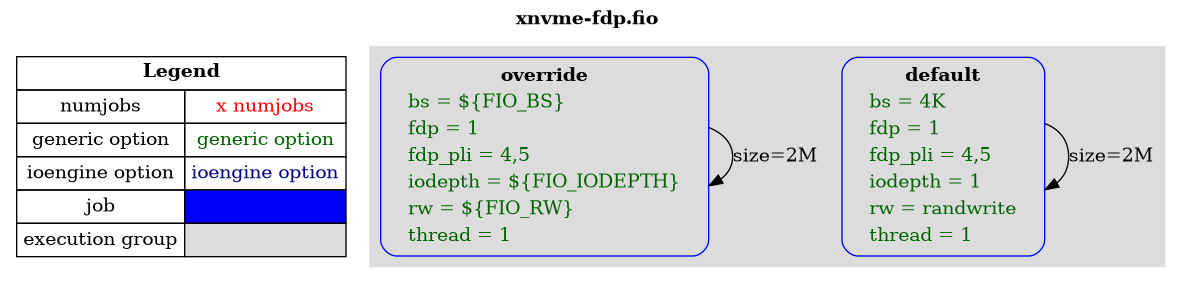 xnvme-fdp.fio
Legend
numjobs x numjobs
generic option generic option
ioengine option ioengine option
job
execution group
override
bs = ${FIO_BS}
fdp = 1
fdp_pli = 4,5
iodepth = ${FIO_IODEPTH}
rw = ${FIO_RW}
thread = 1
size=2M
default
bs = 4K
fdp = 1
fdp_pli = 4,5
iodepth = 1
rw = randwrite
thread = 1
size=2M